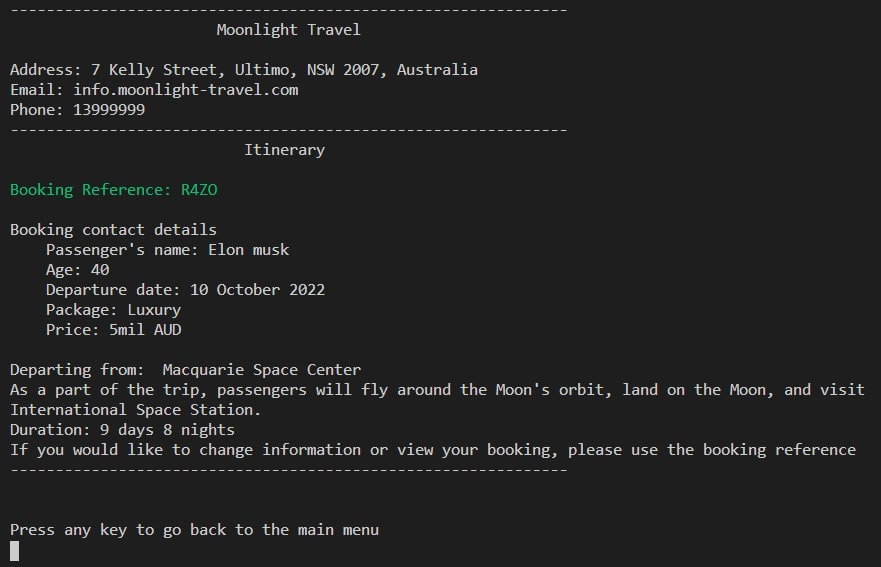 --------------------------------------------------------------
Moonlight Travel
Address: 7 Kelly Street, Ultimo, NSW 2007, Australia
Email: info.moonlight-travel.com
Phone: 13999999
--------------------------------------------------------------
Itinerary
Booking Reference: R4ZO
Booking contact details
Passenger's name: Elon musk
Age: 40
Departure date: 10 October 2022
Package: Luxury
Price: 5mil AUD
Departing from:  Macquarie Space Center
As a part of the trip, passengers will fly around the Moon's orbit, land on the Moon, and visit
International Space Station.
Duration: 9 days 8 nights
If you would like to change information or view your booking, please use the booking reference
--------------------------------------------------------------
Press any key to go back to the main menu